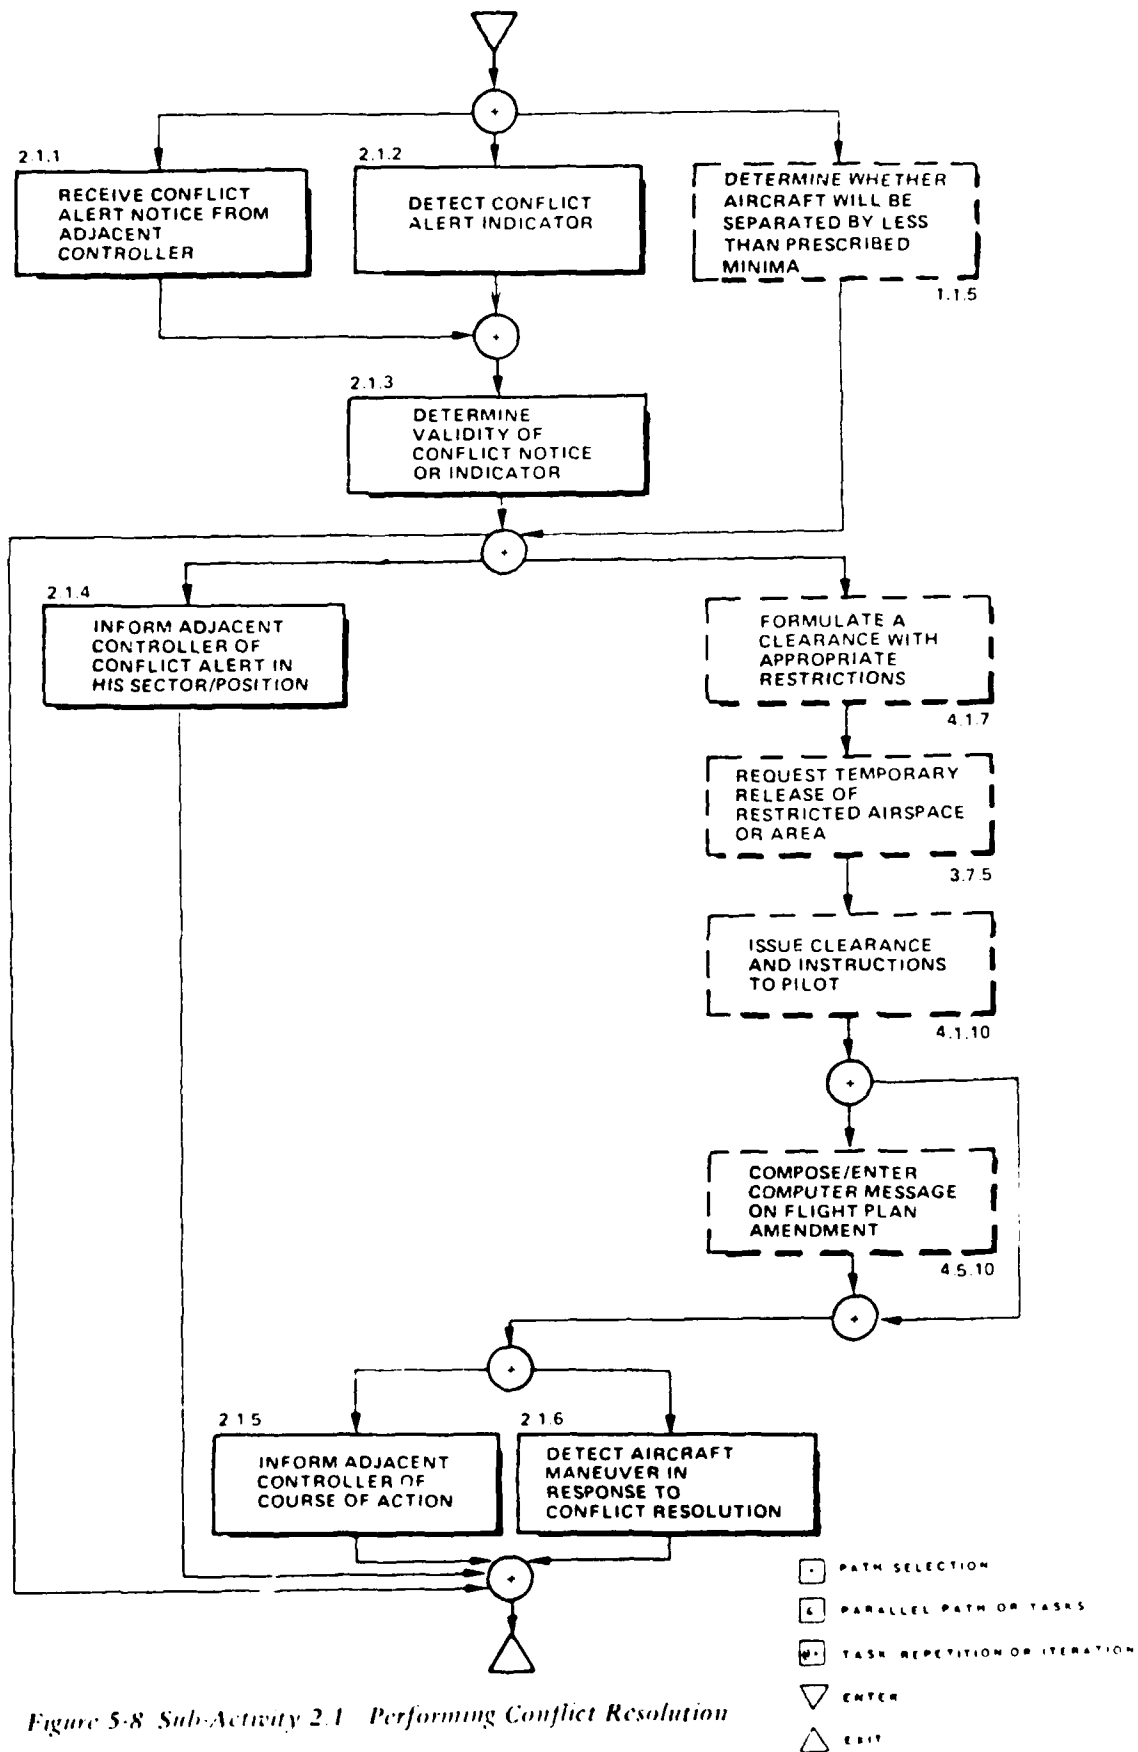 2.1.1
RECEIVE CONFLICT
ALERT NOTICE FROM
ADJACENT
CONTROLLER
2.1.2
DETECT CONFLICT
ALERT INDICATOR
DETERMINE WHETHER
AIRCRAFT WILL BE
SEPARATED BY LESS
THAN PRESCRIBED
MINIMA
1.1.5
2.1.3
DETERMINE
VALIDITY OF
CONFLICT NOTICE
OR INDICATOR
2.1.4
INFORM ADJACENT
CONTROLLER OF
CONFLICT ALERT IN
HIS SECTOR/POSITION
FORMULATE A
CLEARANCE WITH
APPROPRIATE
RESTRICTIONS
4.1.7
REQUEST TEMPORARY
RELEASE OF
RESTRICTED AIRSPACE
OR AREA
3.7.5
ISSUE CLEARANCE
AND INSTRUCTIONS
TO PILOT
4.1.10
COMPOSE/ENTER
COMPUTER MESSAGE
ON FLIGHT PLAN
AMENDMENT
4.5.10
2 1 5
INFORM ADJACENT
CONTROLLER OF
COURSE OF ACTION
2 1 6
DETECT AIRCRAFT
MANEUVER IN
RESPONSE TO
CONFLICT RESOLUTION
PATH SELECTION
PARALLEL PATH OR TASKS
TASK REPETITION OR ITERATION
ENTER
EXIT
Figure 5-8 Sub-Activity 2.1 Performing Conflict Resolution